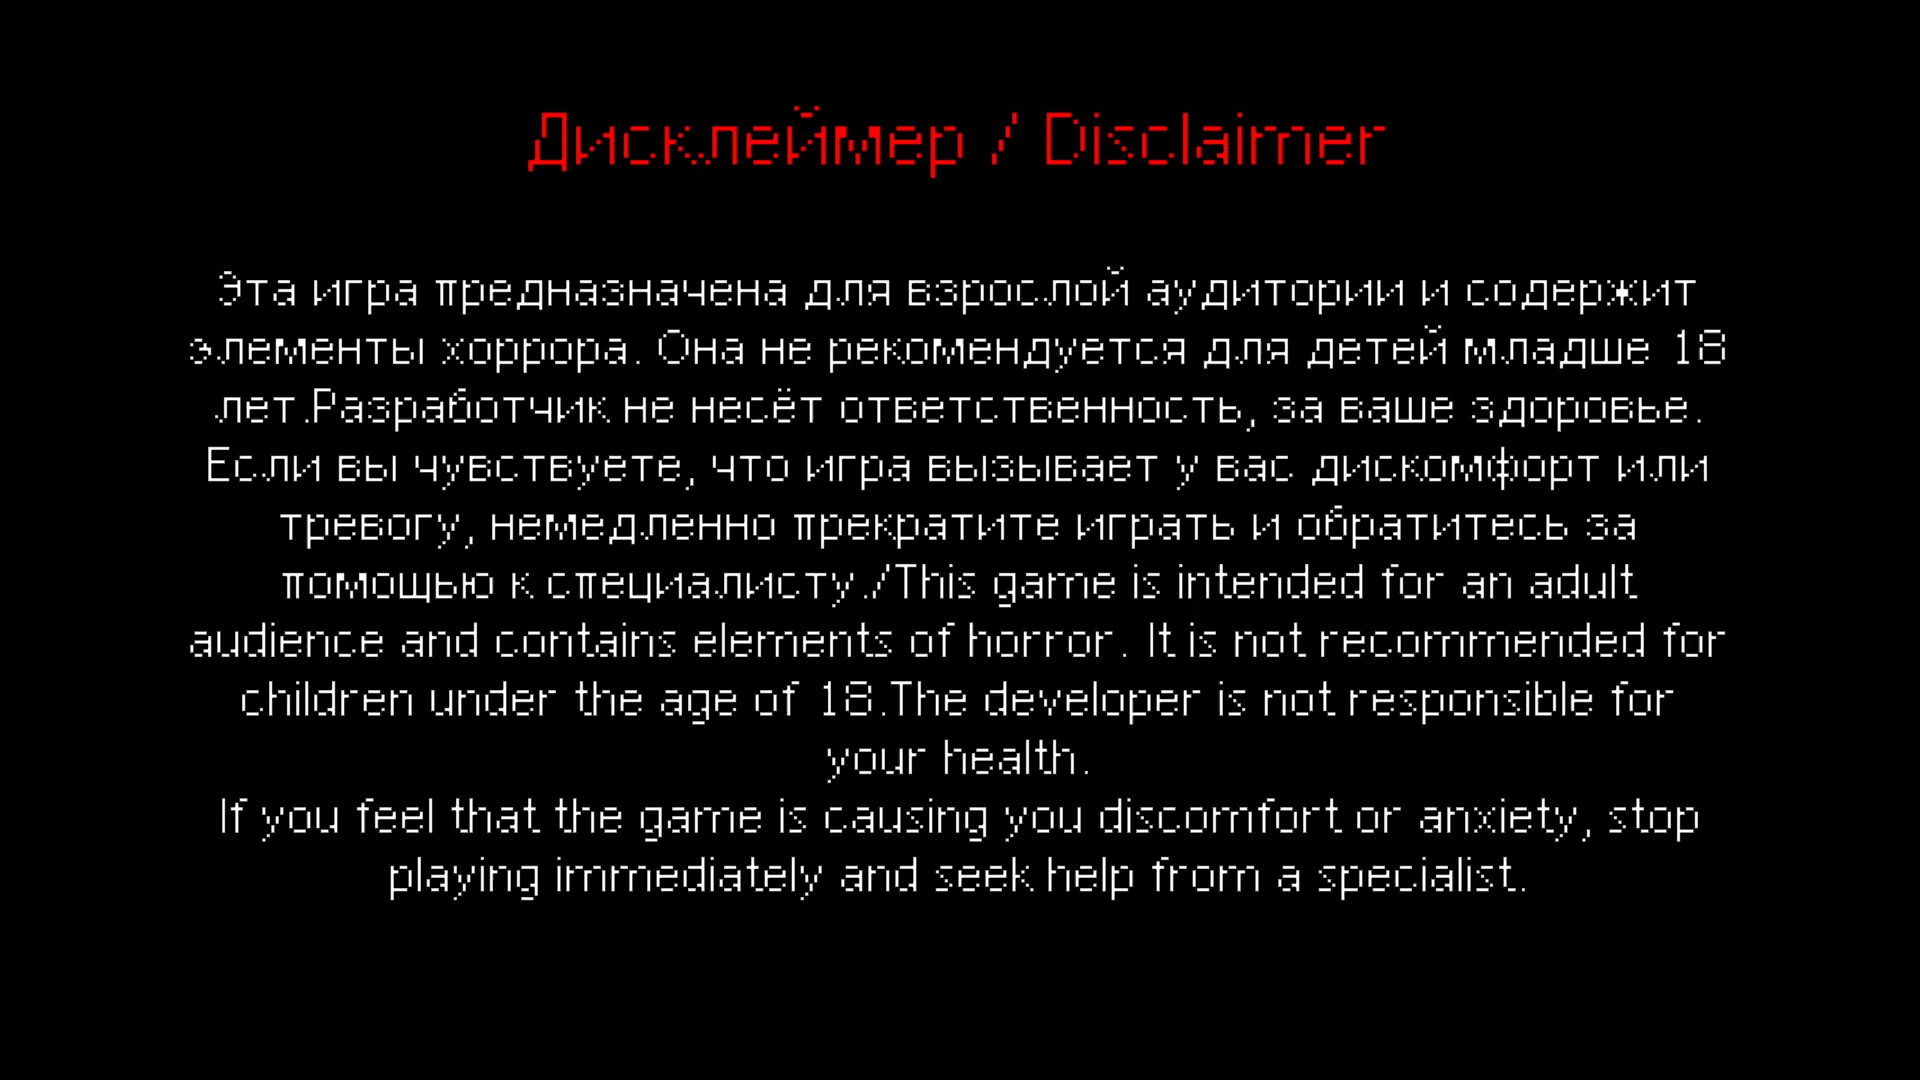 Дисклеймер / Disclaimer
Эта игра предназначена для взрослой аудитории и содержит
элементы хоррора. Она не рекомендуется для детей младше 18
лет.Разработчик не несёт ответственность, за ваше здоровье.
Если вы чувствуете, что игра вызывает у вас дискомфорт или
тревогу, немедленно прекратите играть и обратитесь за
помощью к специалисту./This game is intended for an adult
audience and contains elements of horror. It is not recommended for
children under the age of 18.The developer is not responsible for
your health.
If you feel that the game is causing you discomfort or anxiety, stop
playing immediately and seek help from a specialist.